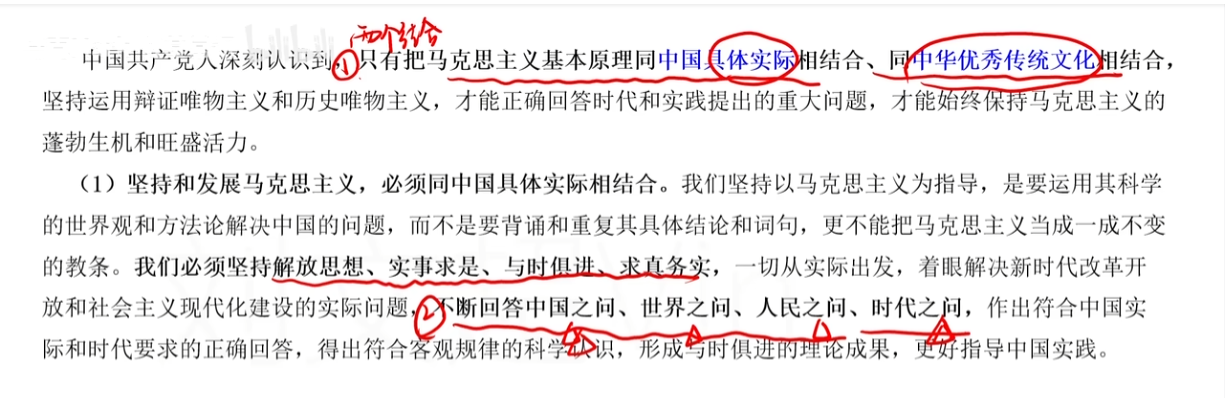 两个结合
中国共产党人深刻认识到,①只有把马克思主义基本原理同中国具体实际相结合、同中华优秀传统文化相结合，
坚持运用辩证唯物主义和历史唯物主义，才能正确回答时代和实践提出的重大问题，才能始终保持马克思主义的
蓬勃生机和旺盛活力。
（1）坚持和发展马克思主义，必须同中国具体实际相结合。我们坚持以马克思主义为指导，是要运用其科学
的世界观和方法论解决中国的问题，而不是要背诵和重复其具体结论和词句，更不能把马克思主义当成一成不变
的教条。我们必须坚持解放思想、实事求是、与时俱进、求真务实，一切从实际出发，着眼解决新时代改革开
放和社会主义现代化建设的实际问题，②不断回答中国之问、世界之问、人民之问、时代之问，作出符合中国实
际和时代要求的正确回答，得出符合客观规律的科学认识，形成与时俱进的理论成果，更好指导中国实践。